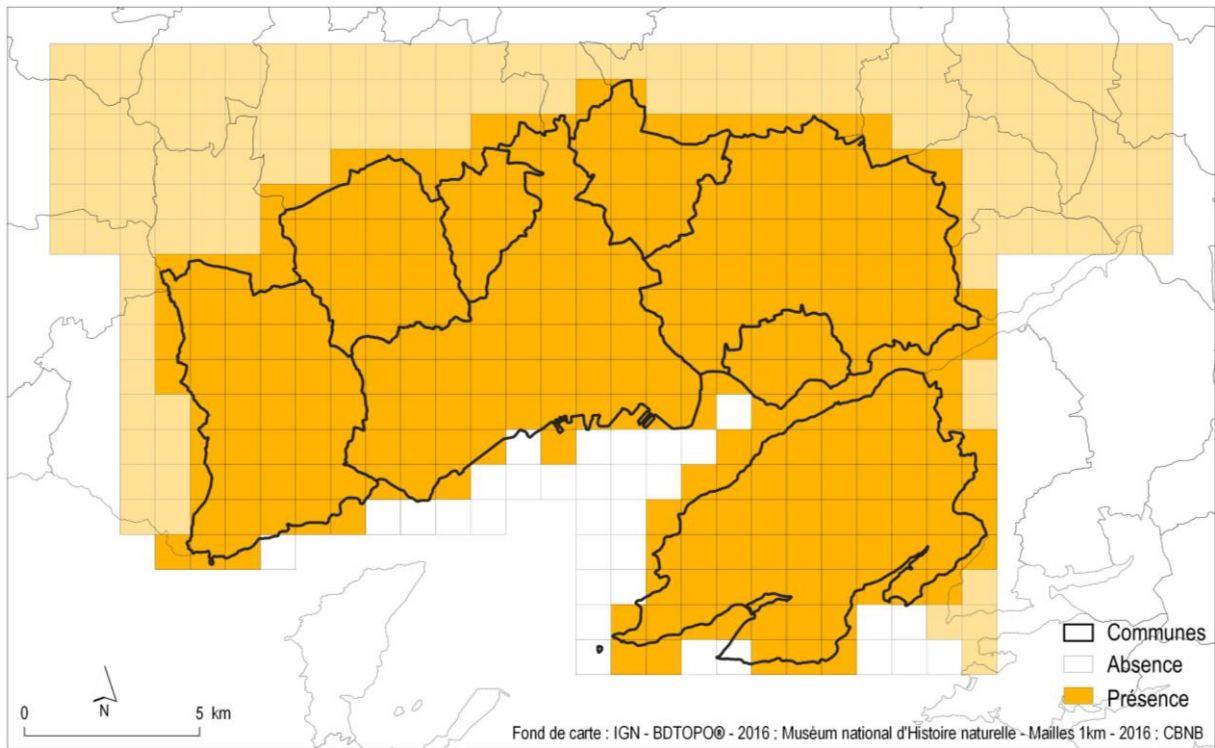 Communes
Absence
Présence
N
0 5 km
Fond de carte : IGN - BDTOPO® - 2016 ; Muséum national d'Histoire naturelle - Mailles 1km - 2016 ; CBNB